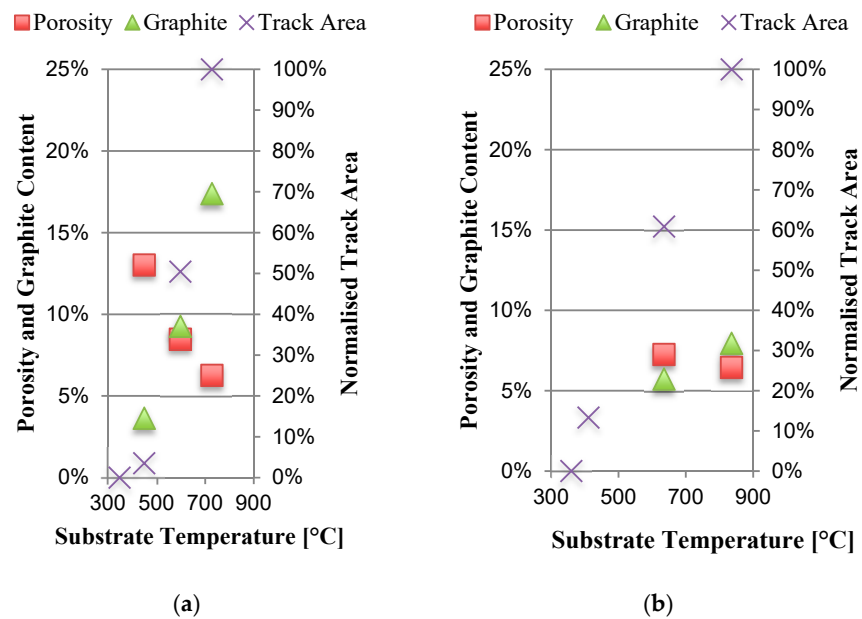 Porosity Graphite Track Area
25%
20%
15%
10%
5%
0%
100%
90%
80%
70%
60%
50%
40%
30%
20%
10%
0%
300 500 700 900
Porosity and Graphite Content
Normalised Track Area
Substrate Temperature [°C]
(a)
Porosity Graphite Track Area
25%
20%
15%
10%
5%
0%
100%
90%
80%
70%
60%
50%
40%
30%
20%
10%
0%
300 500 700 900
Porosity and Graphite Content
Normalised Track Area
Substrate Temperature [°C]
(b)